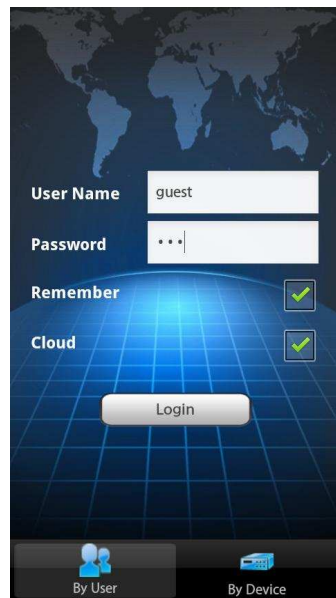 User Name guest
Password •••
Remember
Cloud
Login
By User By Device